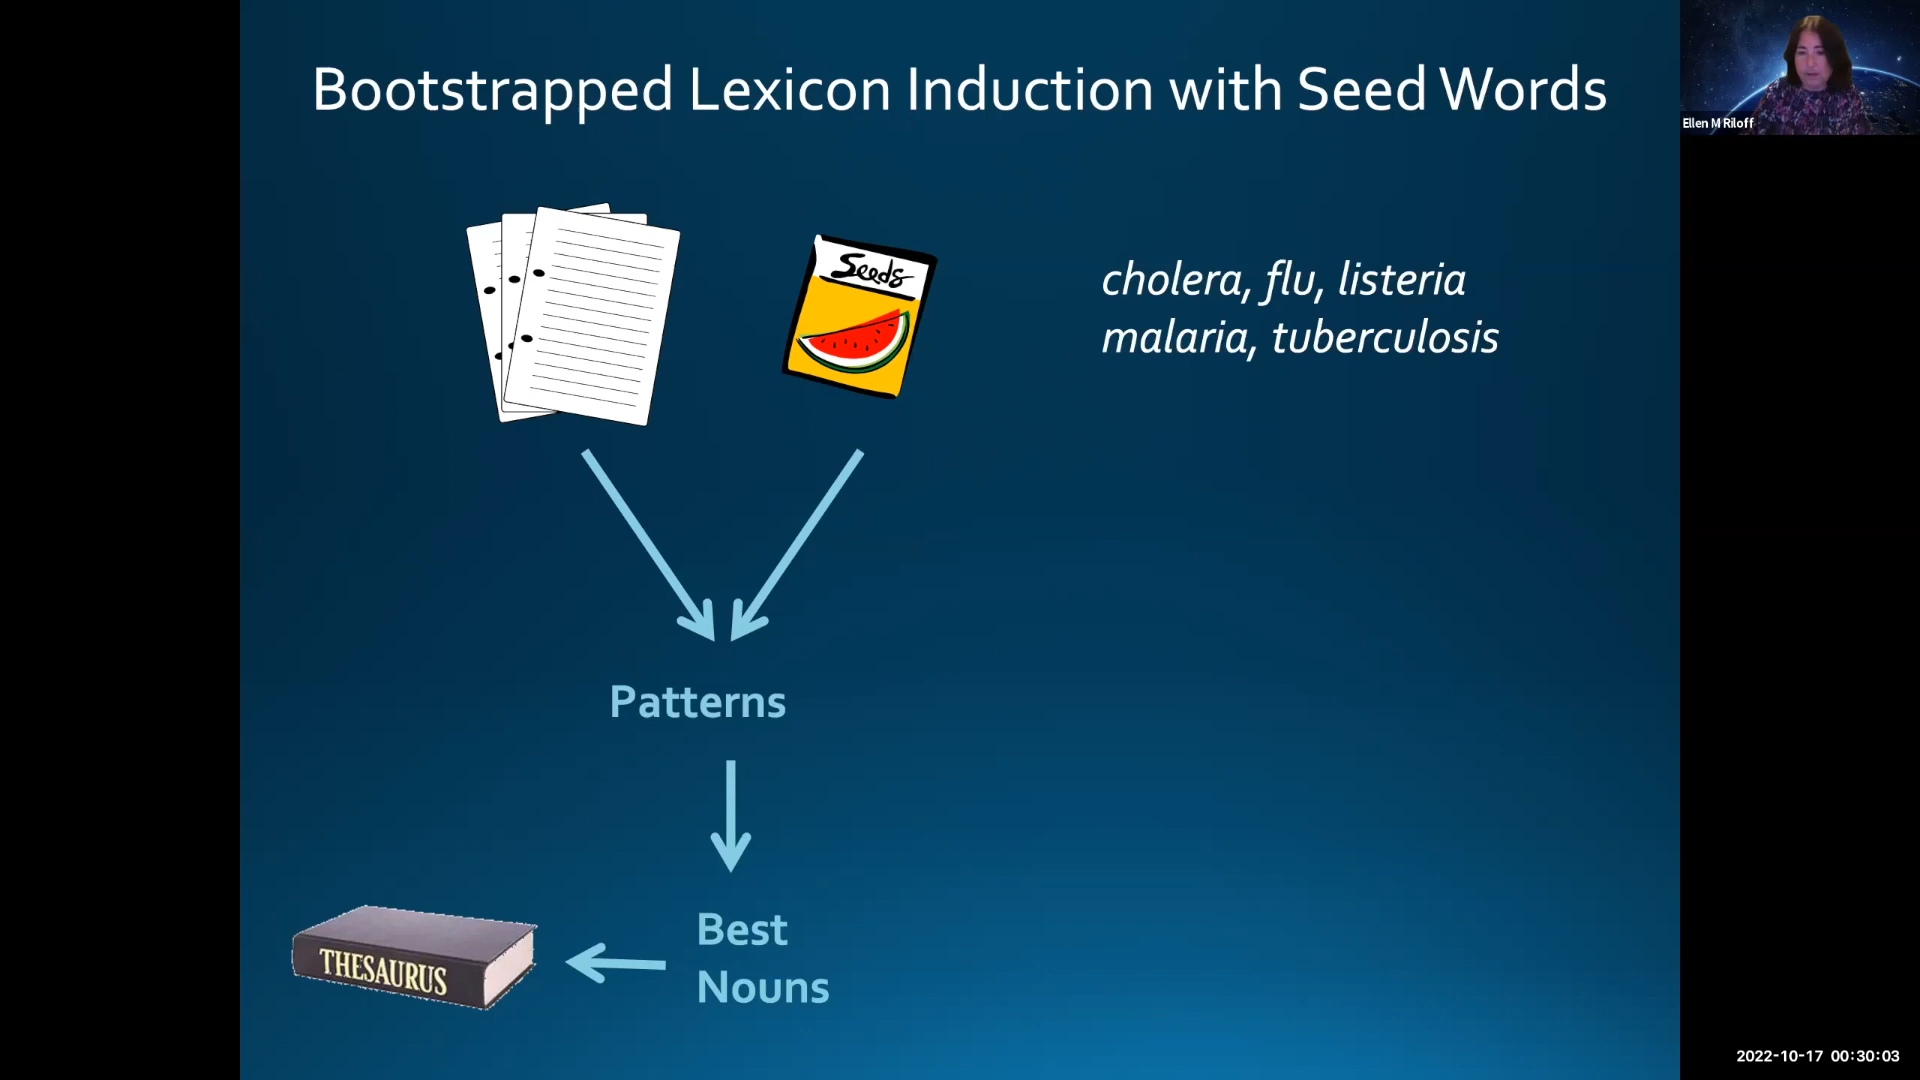 Bootstrapped Lexicon Induction with Seed Words
Ellen M Riloff
Seeds
cholera, flu, listeria
malaria, tuberculosis
Patterns
Best
Nouns
THESAURUS
2022-10-17 00:30:03